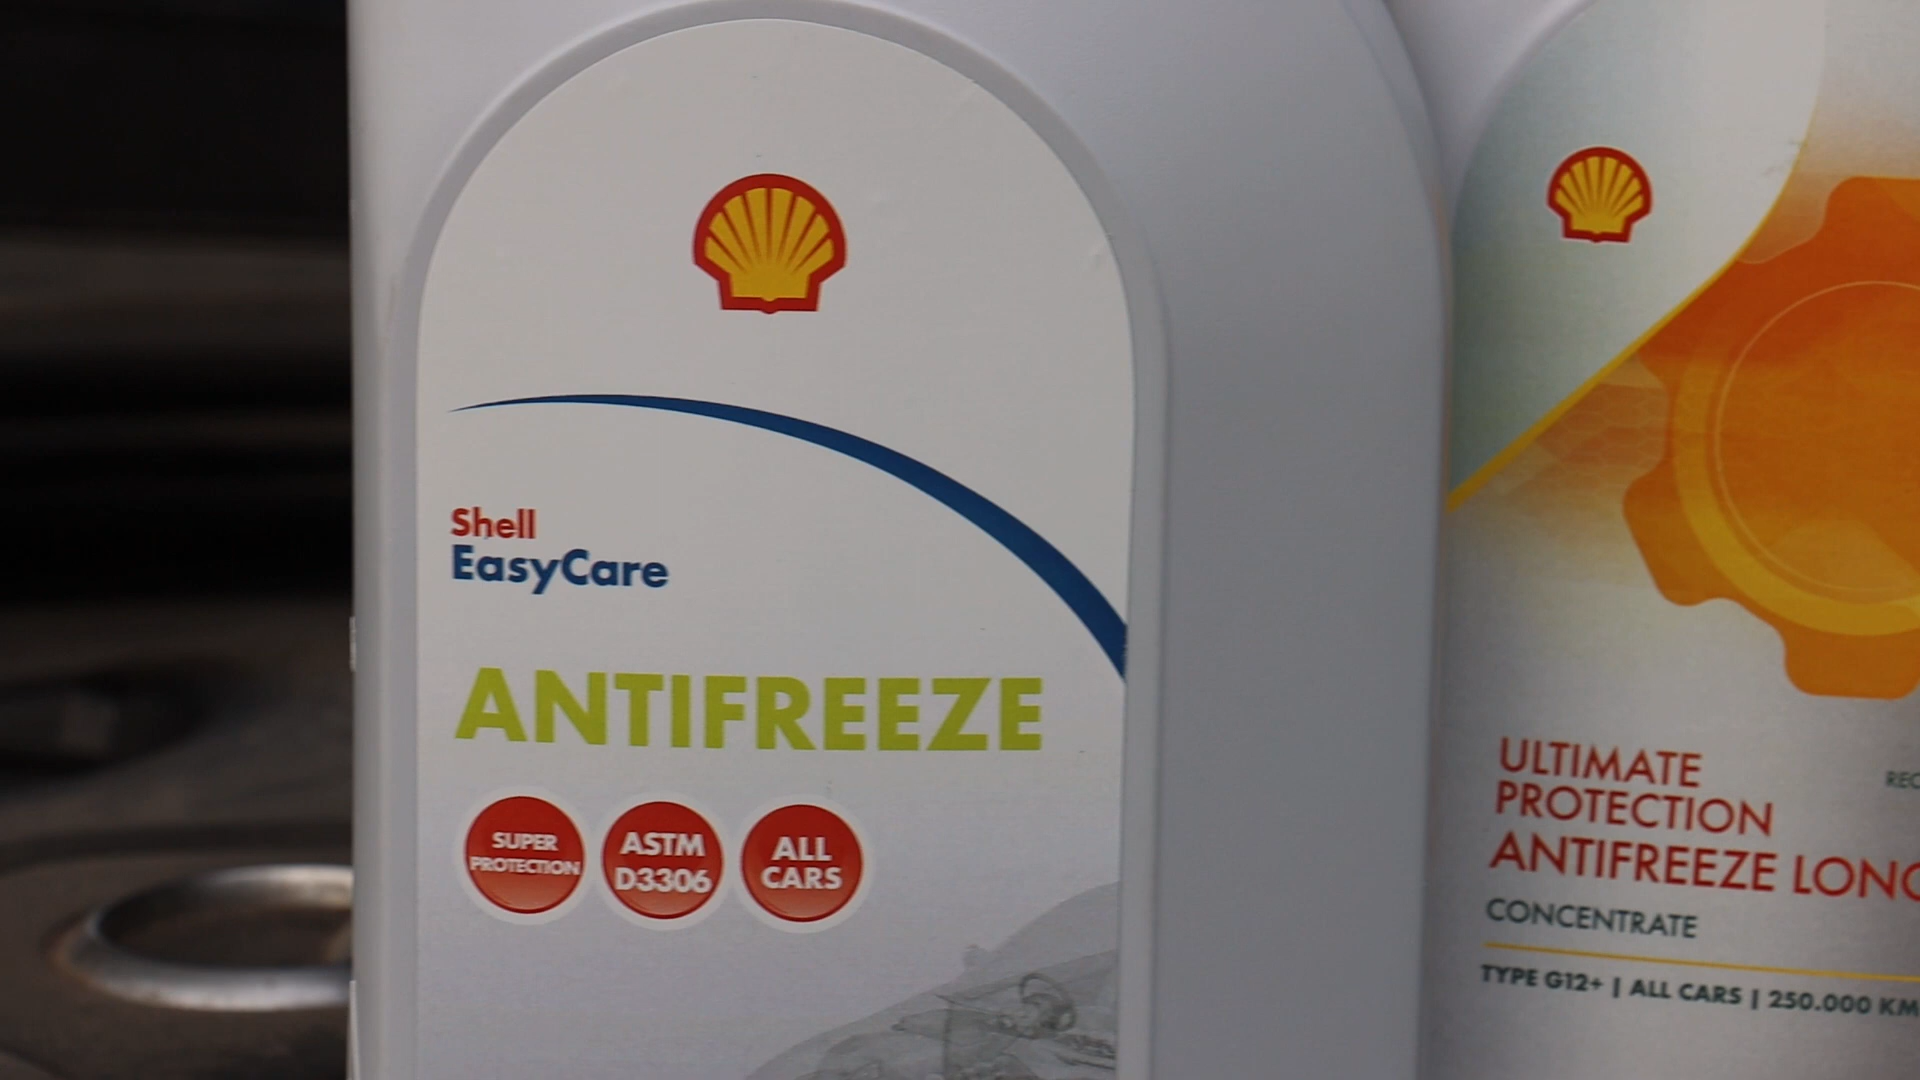 Shell
EasyCare
ANTIFREEZE
SUPER
PROTECTION
ASTM
D3306
ALL
CARS
ULTIMATE
PROTECTION
ANTIFREEZE LONG
CONCENTRATE
TYPE G12+ | ALL CARS | 250.000 KM